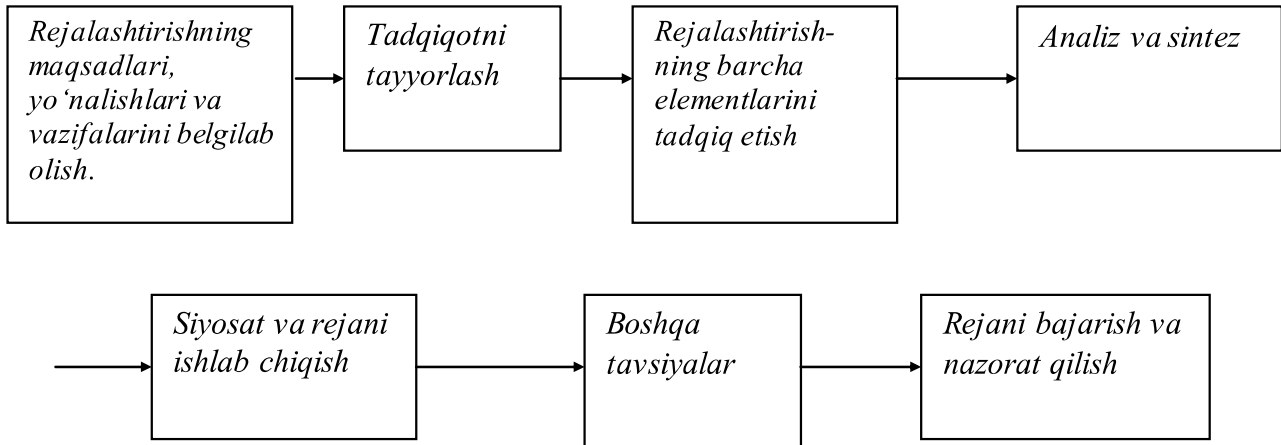 Rejalashtirishning
maqsadlari,
yo‘nalishlari va
vazifalarini belgilab
olish.
Tadqiqotni
tayyorlash
Rejalashtirish-
ning barcha
elementlarini
tadqiq etish
Analiz va sintez
Siyosat va rejani
ishlab chiqish
Boshqa
tavsiyalar
Rejani bajarish va
nazorat qilish